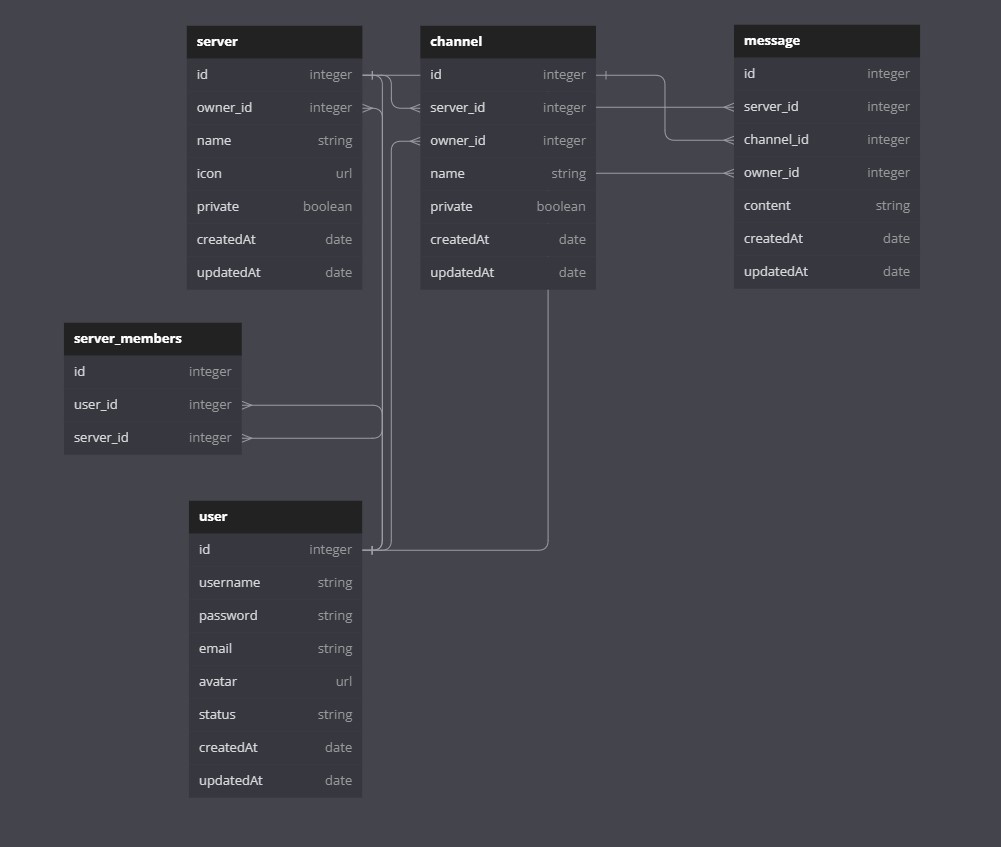 server
id integer
owner_id integer
name string
icon url
private boolean
createdAt date
updatedAt date
channel
id integer
server_id integer
owner_id integer
name string
private boolean
createdAt date
updatedAt date
message
id integer
server_id integer
channel_id integer
owner_id integer
content string
createdAt date
updatedAt date
server_members
id integer
user_id integer
server_id integer
user
id integer
username string
password string
email string
avatar url
status string
createdAt date
updatedAt date